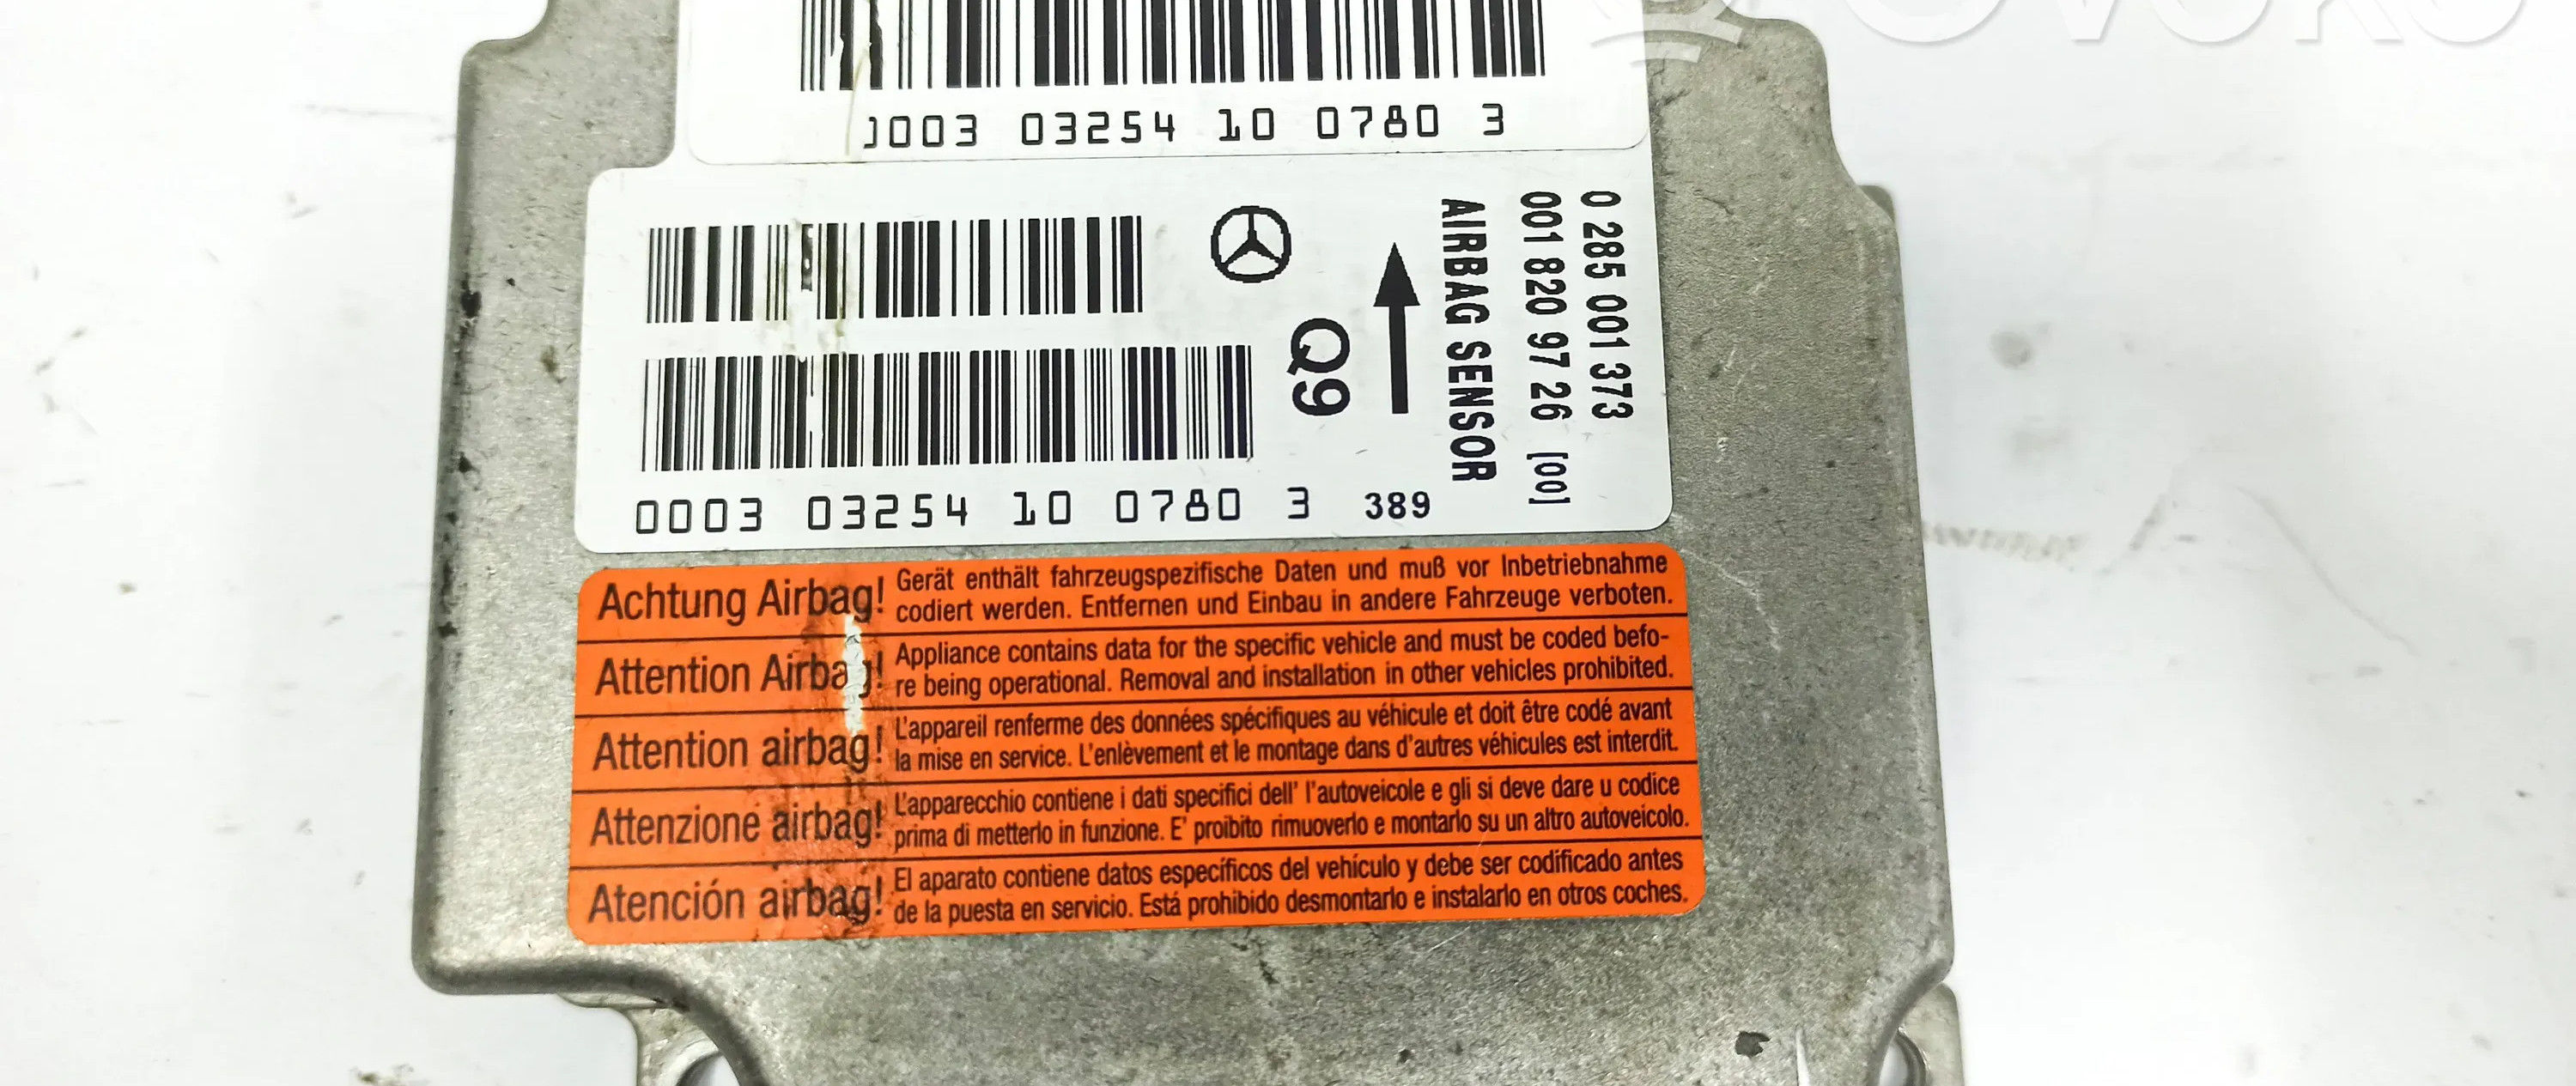 0003 03254 10 0780 3
0 285 001 373
001 820 97 26 [00]
AIRBAG SENSOR
Q9
0003 03254 10 0780 3 389
Achtung Airbag! Gerät enthält fahrzeugspezifische Daten und muß vor Inbetriebnahme
codiert werden. Entfernen und Einbau in andere Fahrzeuge verboten.
Attention Airbag! Appliance contains data for the specific vehicle and must be coded befo-
re being operational. Removal and installation in other vehicles prohibited.
Attention airbag! L'appareil renferme des données spécifiques au véhicule et doit être codé avant
la mise en service. L'enlèvement et le montage dans d'autres véhicules est interdit.
Attenzione airbag! L'apparecchio contiene i dati specifici dell' l'autoveicole e gli si deve dare u codice
prima di metterlo in funzione. E' proibito rimuoverlo e montarlo su un altro autoveicolo.
Atención airbag! El aparato contiene datos específicos del vehículo y debe ser codificado antes
de la puesta en servicio. Está prohibido desmontarlo e instalarlo en otros coches.